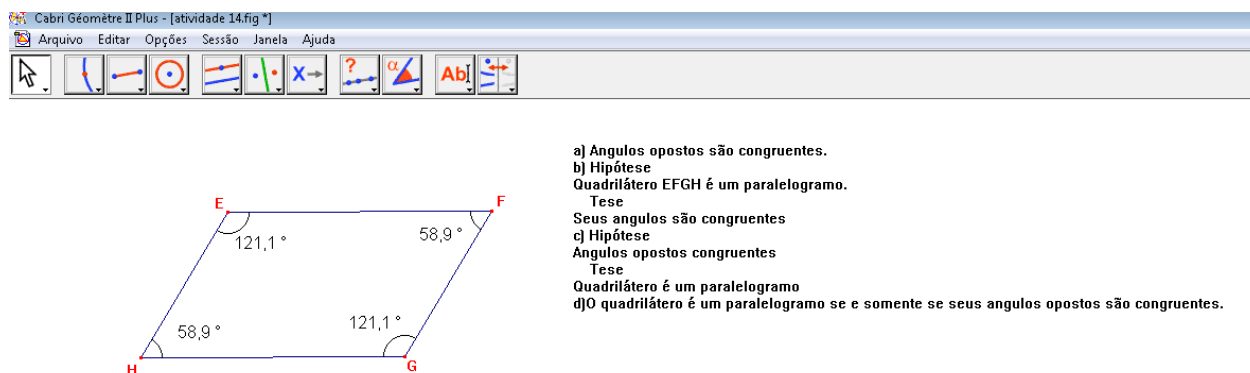 Cabri Géomètre II Plus - [atividade 14.fig *]
Arquivo Editar Opções Sessão Janela Ajuda
? α Ab X
a) Angulos opostos são congruentes.
b) Hipótese
Quadrilátero EFGH é um paralelogramo.
Tese
Seus angulos são congruentes
c) Hipótese
Angulos opostos congruentes
Tese
Quadrilátero é um paralelogramo
d)O quadrilátero é um paralelogramo se e somente se seus angulos opostos são congruentes.
E
F
121,1 °
58,9 °
58,9 °
121,1 °
H
G